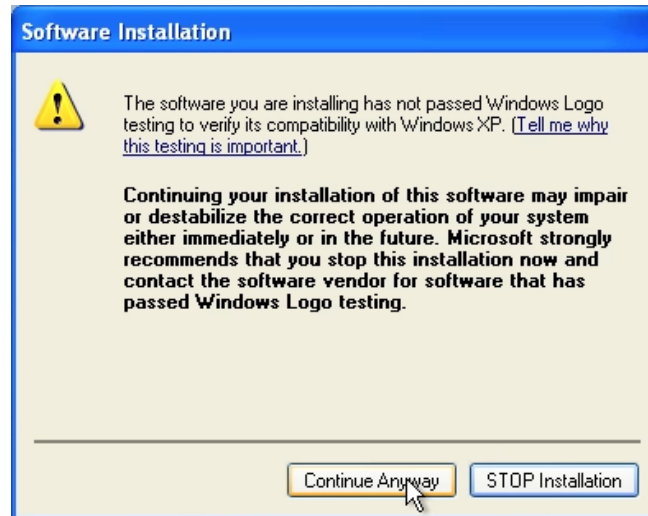 Software Installation
The software you are installing has not passed Windows Logo
testing to verify its compatibility with Windows XP. (Tell me why
this testing is important.)
Continuing your installation of this software may impair
or destabilize the correct operation of your system
either immediately or in the future. Microsoft strongly
recommends that you stop this installation now and
contact the software vendor for software that has
passed Windows Logo testing.
Continue Anyway
STOP Installation